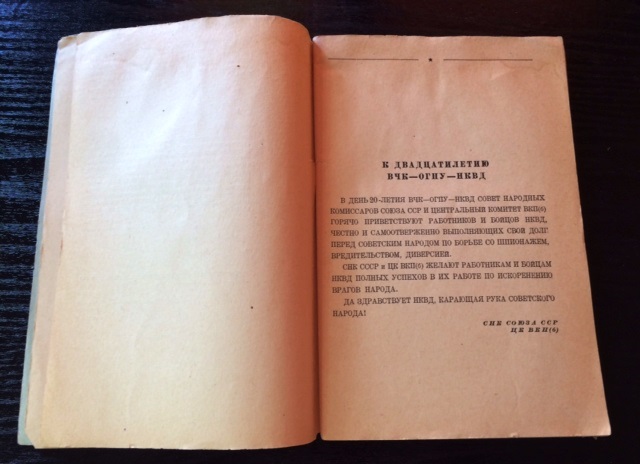 К ДВАДЦАТИЛЕТИЮ
ВЧК—ОГПУ—НКВД
В ДЕНЬ 20-ЛЕТИЯ ВЧК—ОГПУ—НКВД СОВЕТ НАРОДНЫХ
КОМИССАРОВ СОЮЗА ССР И ЦЕНТРАЛЬНЫЙ КОМИТЕТ ВКП(б)
ГОРЯЧО ПРИВЕТСТВУЮТ РАБОТНИКОВ И БОЙЦОВ НКВД,
ЧЕСТНО И САМООТВЕРЖЕННО ВЫПОЛНЯЮЩИХ СВОЙ ДОЛГ
ПЕРЕД СОВЕТСКИМ НАРОДОМ ПО БОРЬБЕ СО ШПИОНАЖЕМ,
ВРЕДИТЕЛЬСТВОМ, ДИВЕРСИЕЙ.
СНК СССР и ЦК ВКП(б) ЖЕЛАЮТ РАБОТНИКАМ И БОЙЦАМ
НКВД ПОЛНЫХ УСПЕХОВ В ИХ РАБОТЕ ПО ИСКОРЕНЕНИЮ
ВРАГОВ НАРОДА.
ДА ЗДРАВСТВУЕТ НКВД, КАРАЮЩАЯ РУКА СОВЕТСКОГО
НАРОДА!
СНК СОЮЗА ССР
ЦК ВКП(б)